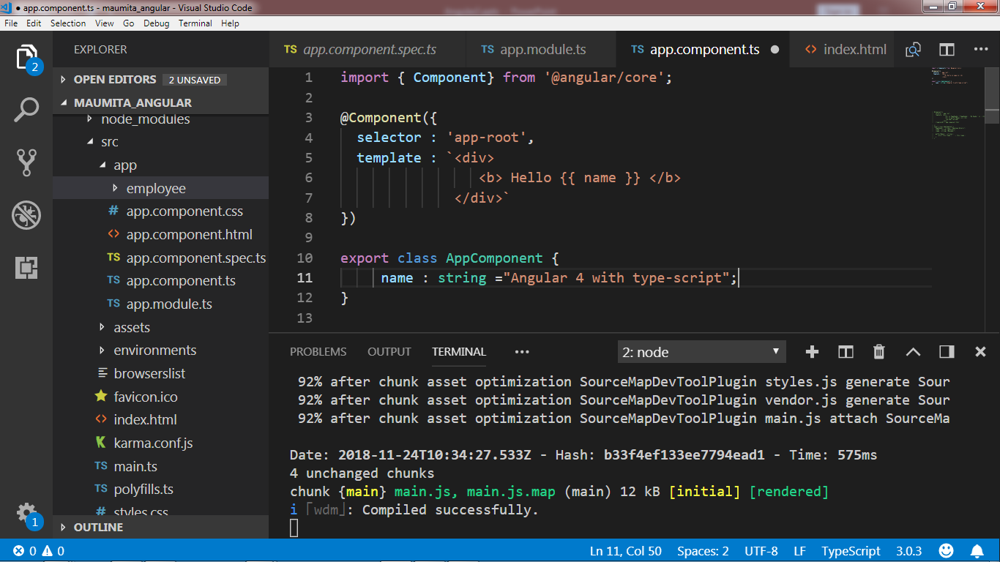 ● app.component.ts - maumita_angular - Visual Studio Code
File Edit Selection View Go Debug Terminal Help
2
EXPLORER
OPEN EDITORS 2 UNSAVED
MAUMITA_ANGULAR
node_modules
src
app
employee
# app.component.css
<> app.component.html
TS app.component.spec.ts
TS app.component.ts
TS app.module.ts
assets
environments
browserslist
favicon.ico
<> index.html
karma.conf.js
TS main.ts
TS polyfills.ts
# styles.css
OUTLINE
1
TS app.component.spec.ts TS app.module.ts TS app.component.ts ● <> index.html ...
1 import { Component} from '@angular/core';
2
3 @Component({
4 selector : 'app-root',
5 template : `<div>
6 <b> Hello {{ name }} </b>
7 </div>`
8 })
9
10 export class AppComponent {
11 name : string ="Angular 4 with type-script";
12 }
13
PROBLEMS OUTPUT TERMINAL ... 2: node
92% after chunk asset optimization SourceMapDevToolPlugin styles.js generate Sour
92% after chunk asset optimization SourceMapDevToolPlugin vendor.js generate Sour
92% after chunk asset optimization SourceMapDevToolPlugin main.js attach SourceMa
Date: 2018-11-24T10:34:27.533Z - Hash: b33f4ef133ee7794ead1 - Time: 575ms
4 unchanged chunks
chunk {main} main.js, main.js.map (main) 12 kB [initial] [rendered]
i 「wdm」: Compiled successfully.
0 0 Ln 11, Col 50 Spaces: 2 UTF-8 LF TypeScript 3.0.3